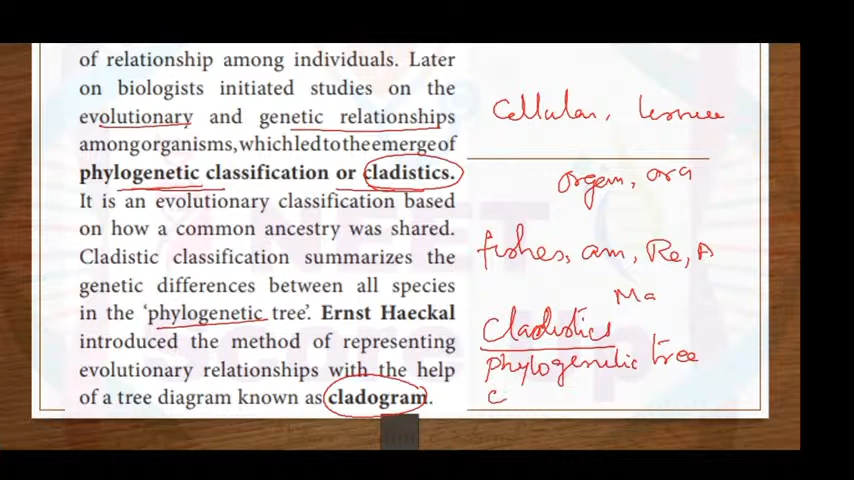 of relationship among individuals. Later
on biologists initiated studies on the
evolutionary and genetic relationships
among organisms, which led to the emerge of
phylogenetic classification or cladistics.
It is an evolutionary classification based
on how a common ancestry was shared.
Cladistic classification summarizes the
genetic differences between all species
in the ‘phylogenetic tree’. Ernst Haeckal
introduced the method of representing
evolutionary relationships with the help
of a tree diagram known as cladogram.
Cellular,
organ, org
fishes, am, Re, A
Ma
Cladistics
Phylogenetic tree
C
NEET